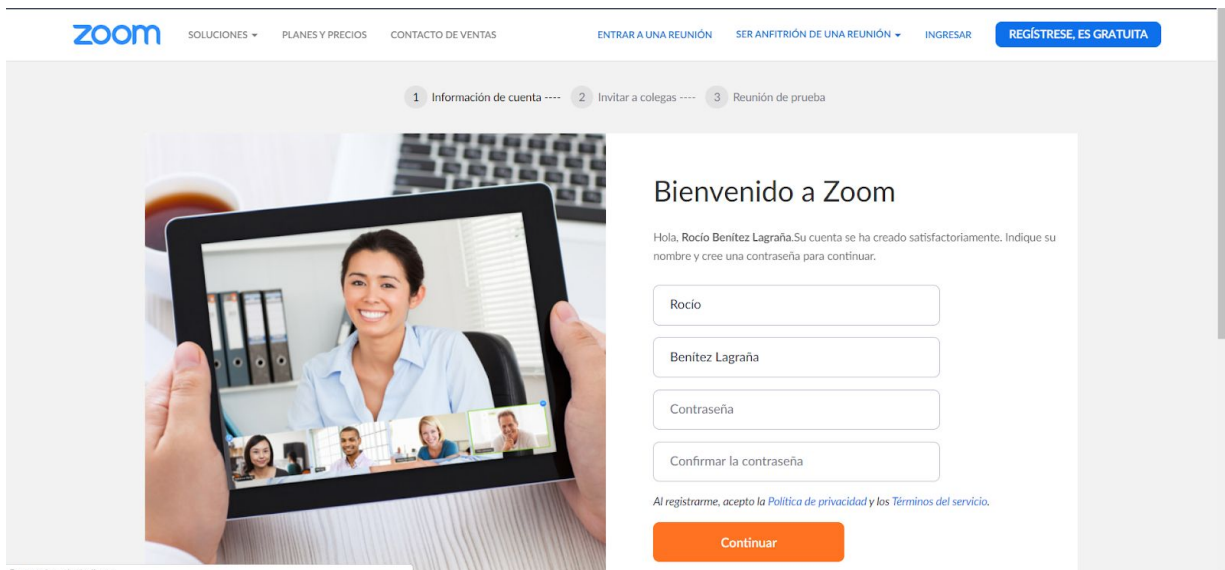 zoom SOLUCIONES PLANES Y PRECIOS CONTACTO DE VENTAS ENTRAR A UNA REUNIÓN SER ANFITRIÓN DE UNA REUNIÓN INGRESAR REGÍSTRESE, ES GRATUITA
1 Información de cuenta ---- 2 Invitar a colegas ---- 3 Reunión de prueba
Bienvenido a Zoom
Hola, Rocío Benítez Lagraña.Su cuenta se ha creado satisfactoriamente. Indique su
nombre y cree una contraseña para continuar.
Rocío
Benítez Lagraña
Contraseña
Confirmar la contraseña
Al registrarme, acepto la Política de privacidad y los Términos del servicio.
Continuar